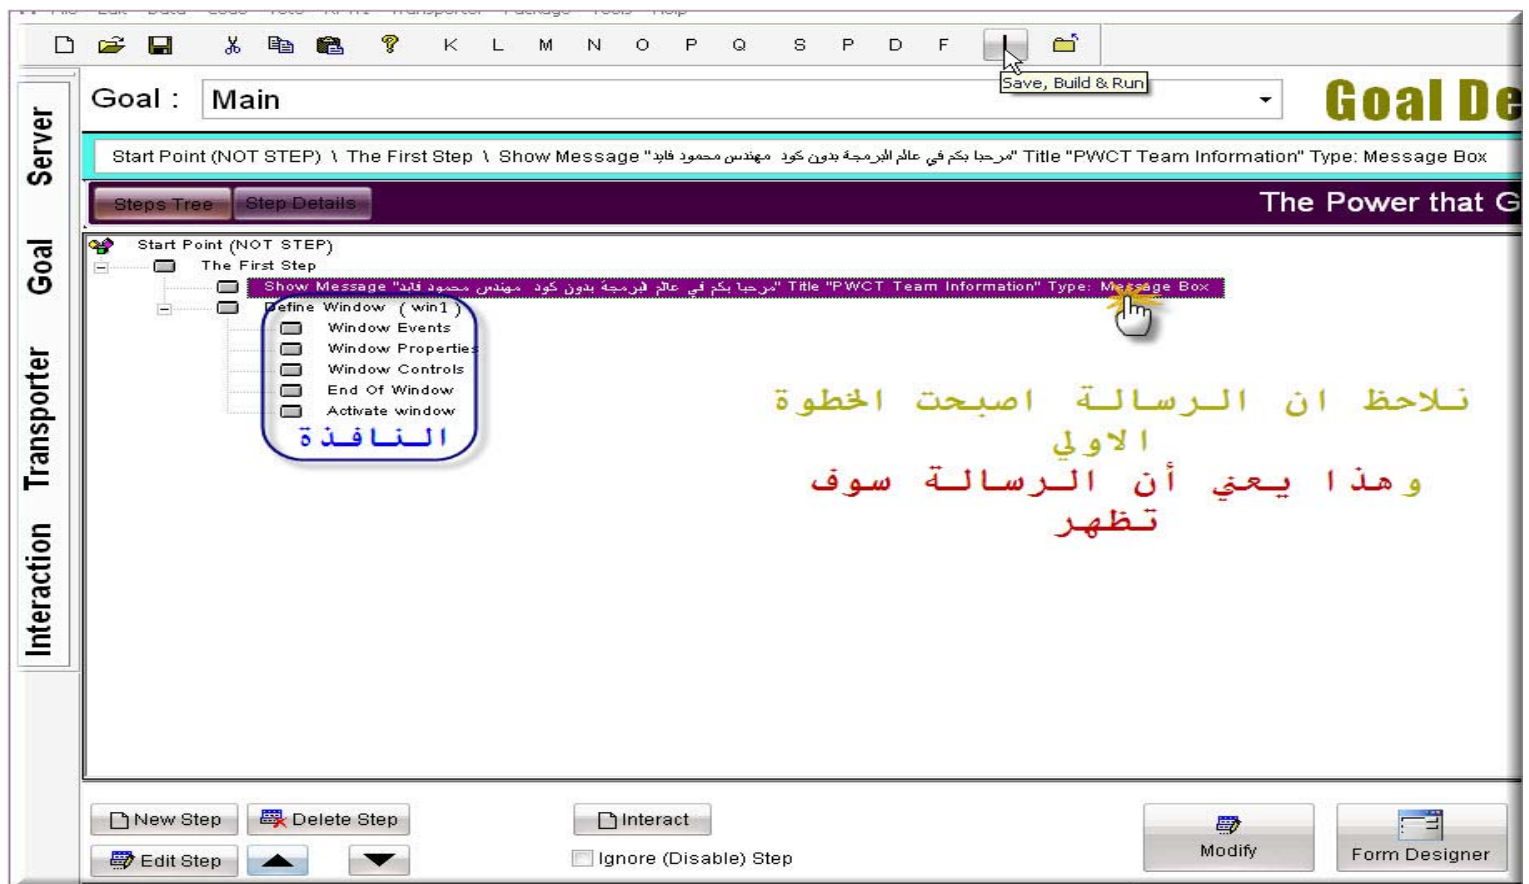 K L M N O P Q S P D F I
Save, Build & Run
Goal : Main
Goal De
Start Point (NOT STEP) \ The First Step \ Show Message "مرحبا بكم في عالم البرمجة بدون كود مهندس محمود فايد" Title "PWCT Team Information" Type: Message Box
Steps Tree Step Details
The Power that G
Server
Goal
Transporter
Interaction
Start Point (NOT STEP)
The First Step
Show Message "مرحبا بكم في عالم البرمجة بدون كود مهندس محمود فايد" Title "PWCT Team Information" Type: Message Box
Define Window ( win1 )
Window Events
Window Properties
Window Controls
End Of Window
Activate window
النافذة
نلاحظ ان الرسالة اصبحت الخطوة
الاولي
وهذا يعني أن الرسالة سوف
تظهر
New Step Delete Step Interact
Edit Step Ignore (Disable) Step
Modify Form Designer